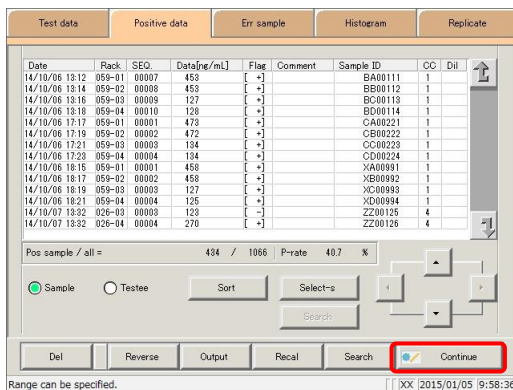 Test data Positive data Err sample Histogram Replicate
Date Rack SEQ. Data[ng/mL] Flag Comment Sample ID CC Dil
14/10/06 13:12 059-01 00007 453 [ +] BA00111 1
14/10/06 13:14 059-02 00008 453 [ +] BB00112 1
14/10/06 13:16 059-03 00009 127 [ +] BC00113 1
14/10/06 13:18 059-04 00010 128 [ +] BD00114 1
14/10/06 17:17 059-01 00001 473 [ +] CA00221 1
14/10/06 17:19 059-02 00002 472 [ +] CB00222 1
14/10/06 17:21 059-03 00003 134 [ +] CC00223 1
14/10/06 17:23 059-04 00004 134 [ +] CD00224 1
14/10/06 18:15 059-01 00001 458 [ +] XA00991 1
14/10/06 18:17 059-02 00002 458 [ +] XB00992 1
14/10/06 18:19 059-03 00003 127 [ +] XC00993 1
14/10/06 18:21 059-04 00004 125 [ +] XD00994 1
14/10/07 13:32 026-03 00003 123 [ -] ZZ00125 4
14/10/07 13:32 026-04 00004 270 [ +] ZZ00126 4
Pos sample / all = 434 / 1066 P-rate 40.7 %
Sample Testee Sort Select-s
Search
Del Reverse Output Recal Search Continue
Range can be specified. XX 2015/01/05 9:58:36